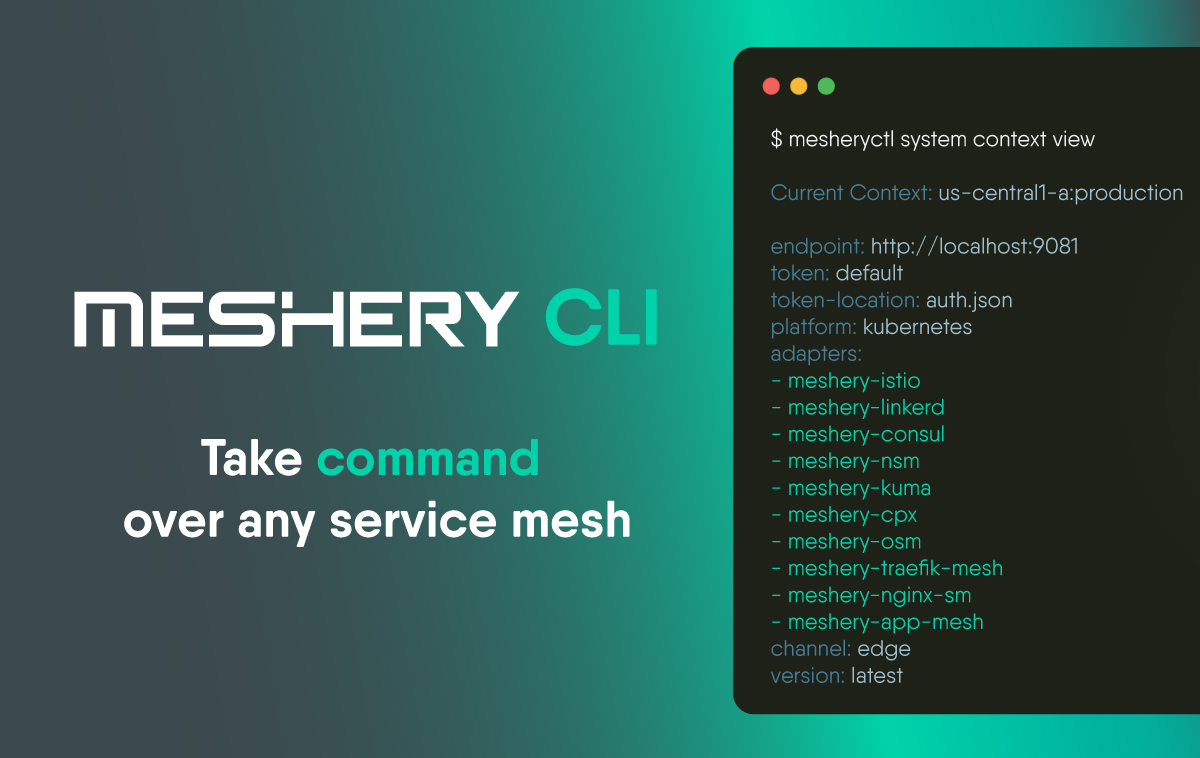 MESHERY CLI
Take command
over any service mesh
$ mesheryctl system context view
Current Context: us-central1-a:production
endpoint: http://localhost:9081
token: default
token-location: auth.json
platform: kubernetes
adapters:
- meshery-istio
- meshery-linkerd
- meshery-consul
- meshery-nsm
- meshery-kuma
- meshery-cpx
- meshery-osm
- meshery-traefik-mesh
- meshery-nginx-sm
- meshery-app-mesh
channel: edge
version: latest